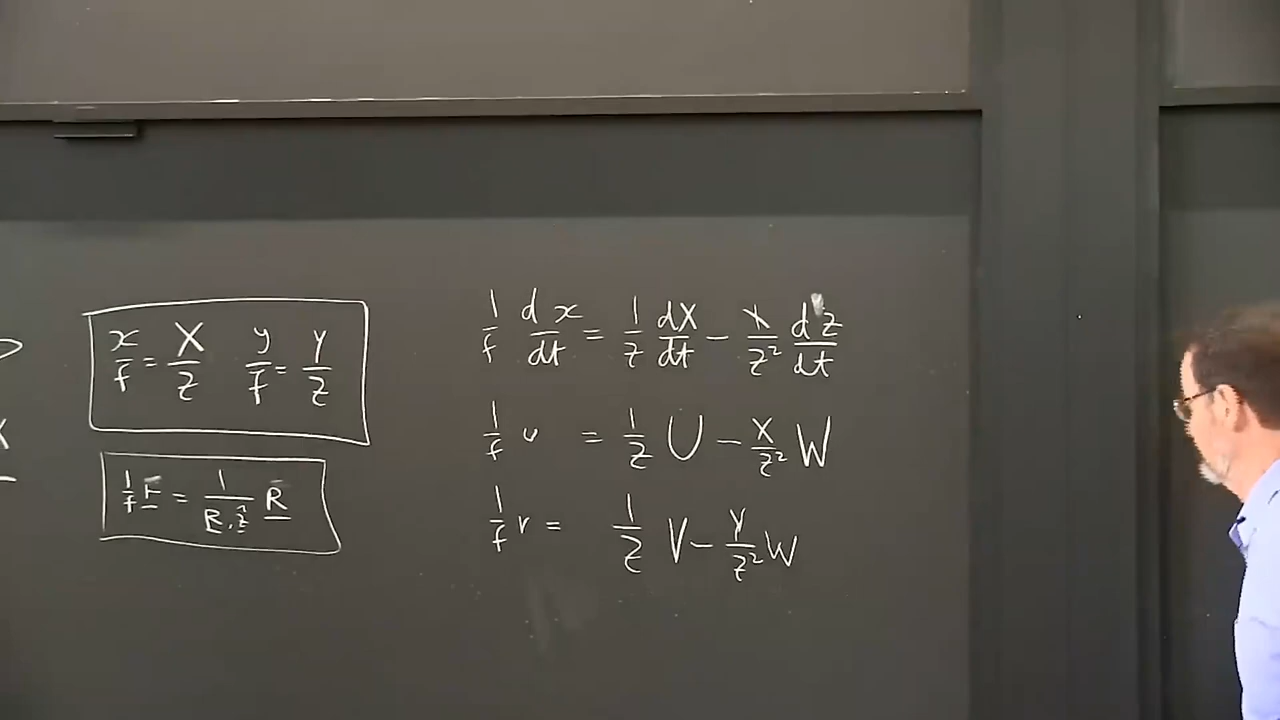 x/f = X/Z y/f = Y/Z
1/f r = 1/(R·ẑ) R
1/f dx/dt = 1/Z dX/dt − X/Z² dZ/dt
1/f u = 1/Z U − X/Z² W
1/f v = 1/Z V − Y/Z² W